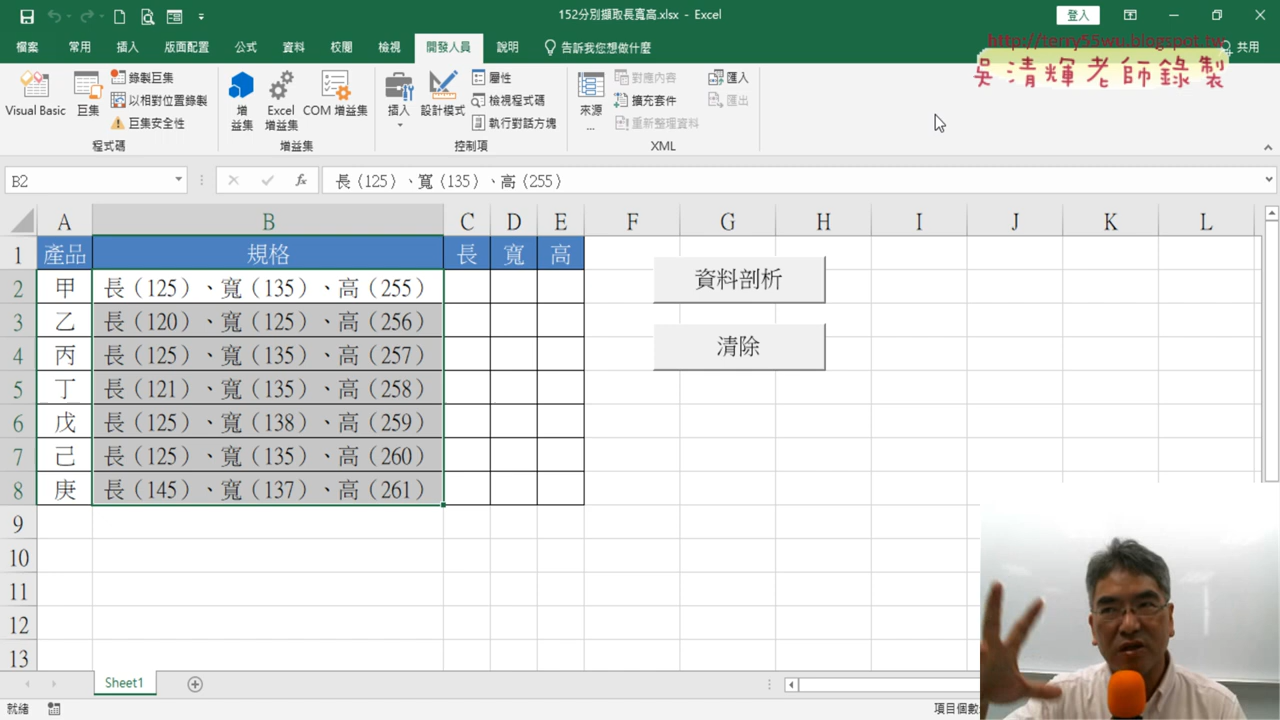 152分別擷取長寬高.xlsx - Excel
登入
檔案 常用 插入 版面配置 公式 資料 校閱 檢視 開發人員 說明 告訴我您想做什麼 共用
http://terry55wu.blogspot.tw
吳清輝老師錄製
Visual Basic 巨集 錄製巨集 以相對位置錄製 巨集安全性
增益集 Excel 增益集 COM 增益集
插入 設計模式 屬性 檢視程式碼 執行對話方塊
來源... 對應內容 擴充套件 重新整理資料 匯入 匯出
程式碼 增益集 控制項 XML
B2 fx 長（125）、寬（135）、高（255）
A B C D E F G H I J K L
1 產品 規格 長 寬 高
2 甲 長（125）、寬（135）、高（255）
3 乙 長（120）、寬（125）、高（256）
4 丙 長（125）、寬（135）、高（257）
5 丁 長（121）、寬（135）、高（258）
6 戊 長（125）、寬（138）、高（259）
7 己 長（125）、寬（135）、高（260）
8 庚 長（145）、寬（137）、高（261）
9
10
11
12
13
資料剖析
清除
Sheet1
就緒 項目個數